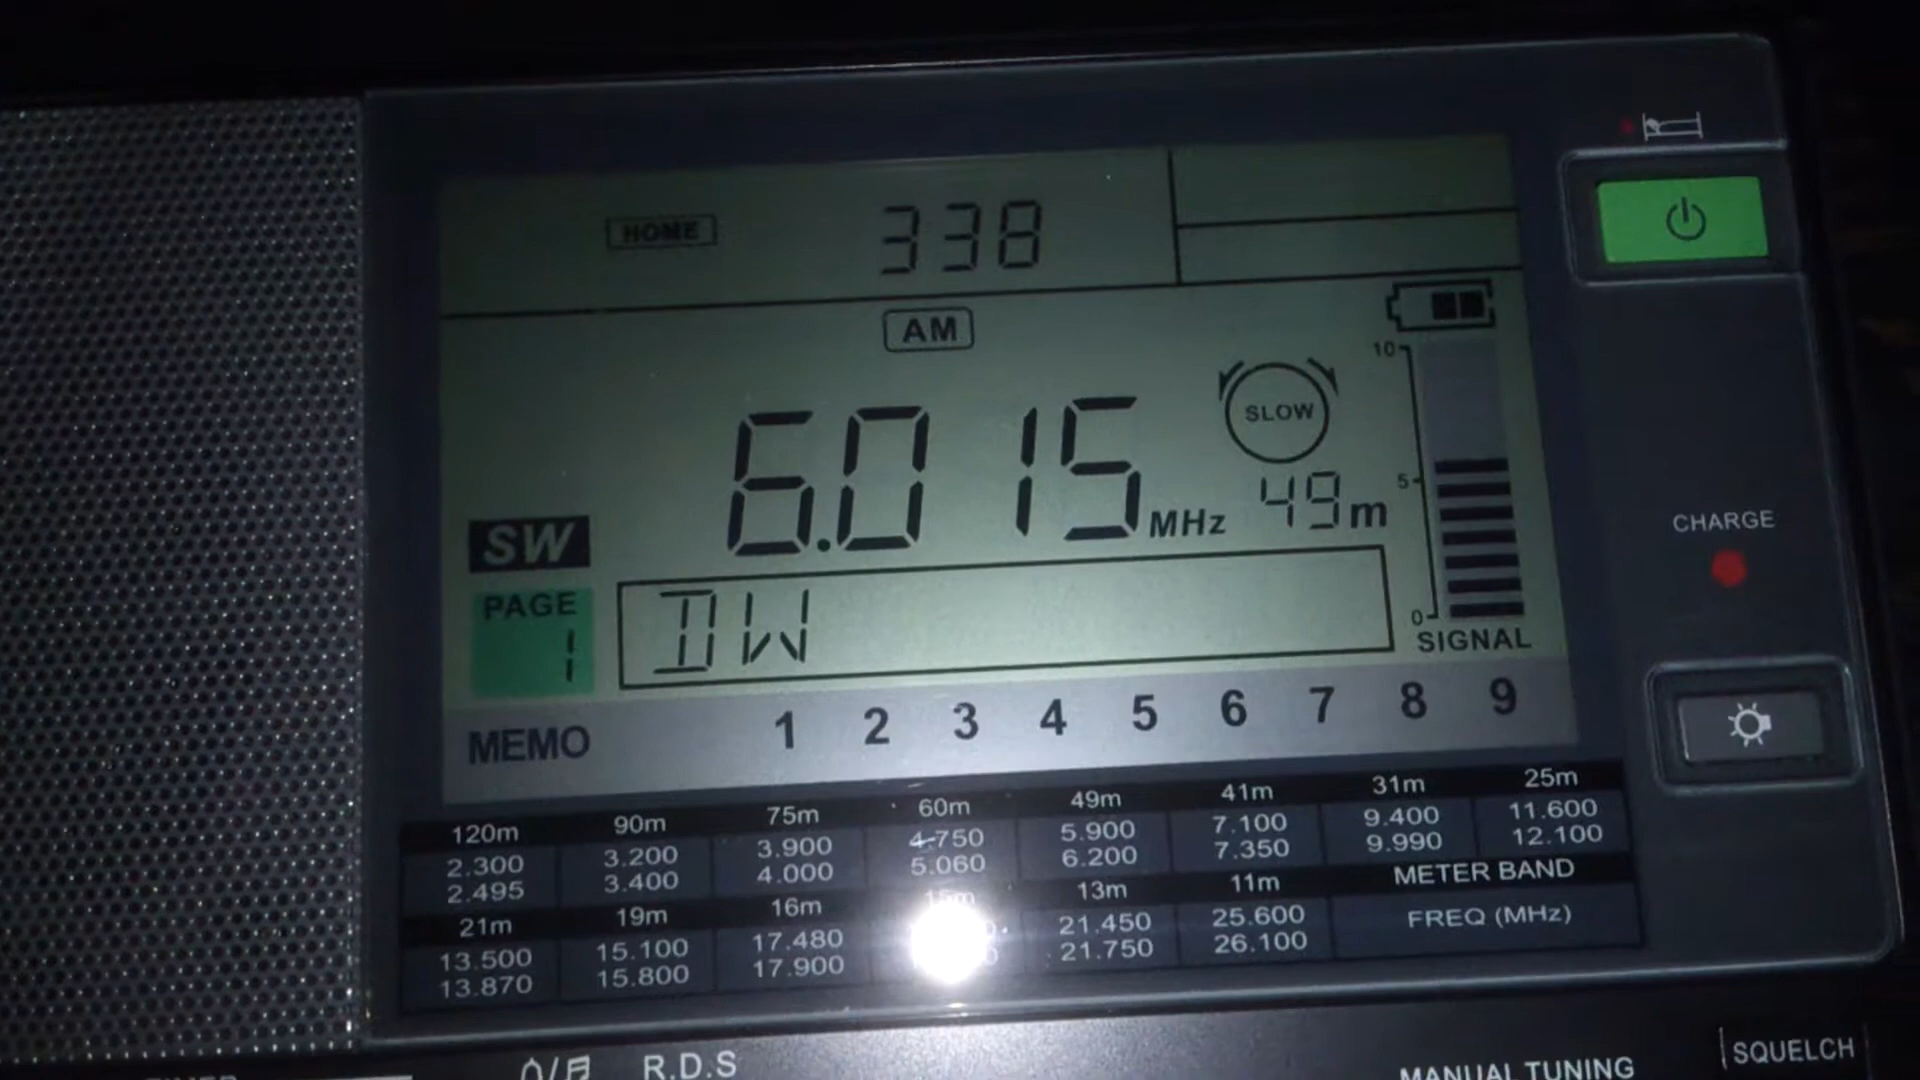 HOME 338
AM
10
6.015 MHz
SLOW
49m
5
SW
PAGE
1
DW
0
SIGNAL
CHARGE
MEMO 1 2 3 4 5 6 7 8 9
120m 90m 75m 60m 49m 41m 31m 25m
2.300 3.200 3.900 4.750 5.900 7.100 9.400 11.600
2.495 3.400 4.000 5.060 6.200 7.350 9.990 12.100
21m 19m 16m 15m 13m 11m METER BAND
13.500 15.100 17.480 21.450 25.600 FREQ (MHz)
13.870 15.800 17.900 21.750 26.100
R.D.S
MANUAL TUNING
SQUELCH